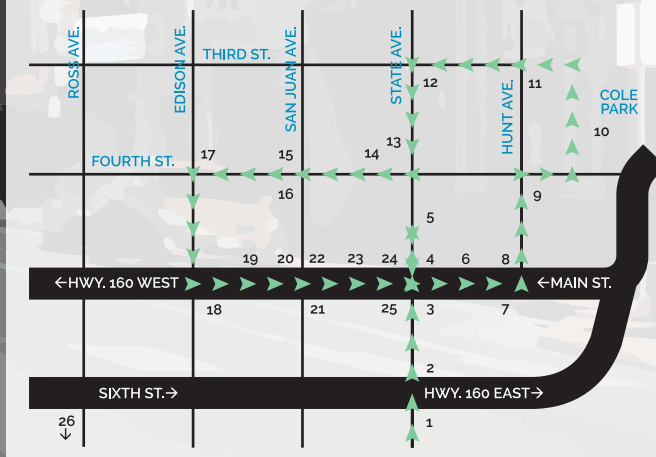 ROSS AVE.
EDISON AVE.
SAN JUAN AVE.
STATE AVE.
HUNT AVE.
THIRD ST.
12
11
COLE
PARK
10
13
FOURTH ST.
17
15
14
16
9
5
19
20
22
23
24
4
6
8
←HWY. 160 WEST
←MAIN ST.
18
21
25
3
7
2
SIXTH ST.→
HWY. 160 EAST→
26
↓
1